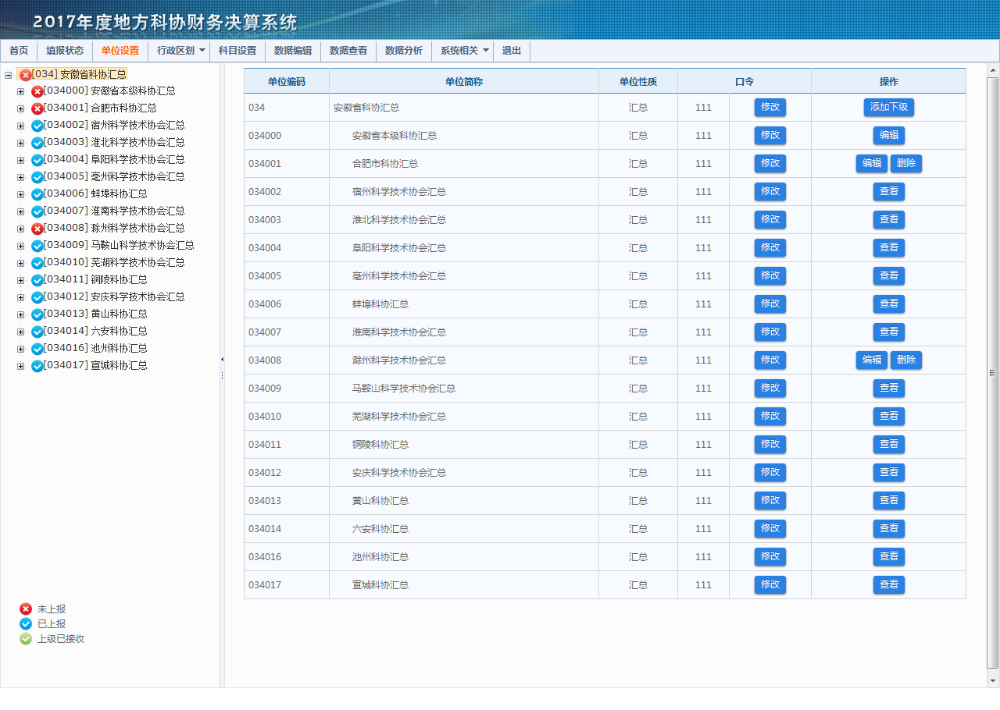 2017年度地方科协财务决算系统
首页 填报状态 单位设置 行政区划 科目设置 数据编辑 数据查看 数据分析 系统相关 退出
[034] 安徽省科协汇总
[034000] 安徽省本级科协汇总
[034001] 合肥市科协汇总
[034002] 宿州科学技术协会汇总
[034003] 淮北科学技术协会汇总
[034004] 阜阳科学技术协会汇总
[034005] 亳州科学技术协会汇总
[034006] 蚌埠科协汇总
[034007] 淮南科学技术协会汇总
[034008] 滁州科学技术协会汇总
[034009] 马鞍山科学技术协会汇总
[034010] 芜湖科学技术协会汇总
[034011] 铜陵科协汇总
[034012] 安庆科学技术协会汇总
[034013] 黄山科协汇总
[034014] 六安科协汇总
[034016] 池州科协汇总
[034017] 宣城科协汇总
未上报
已上报
上级已接收
单位编码 单位简称 单位性质 口令 操作
034 安徽省科协汇总 汇总 111 修改 添加下级
034000 安徽省本级科协汇总 汇总 111 修改 编辑
034001 合肥市科协汇总 汇总 111 修改 编辑 删除
034002 宿州科学技术协会汇总 汇总 111 修改 查看
034003 淮北科学技术协会汇总 汇总 111 修改 查看
034004 阜阳科学技术协会汇总 汇总 111 修改 查看
034005 亳州科学技术协会汇总 汇总 111 修改 查看
034006 蚌埠科协汇总 汇总 111 修改 查看
034007 淮南科学技术协会汇总 汇总 111 修改 查看
034008 滁州科学技术协会汇总 汇总 111 修改 编辑 删除
034009 马鞍山科学技术协会汇总 汇总 111 修改 查看
034010 芜湖科学技术协会汇总 汇总 111 修改 查看
034011 铜陵科协汇总 汇总 111 修改 查看
034012 安庆科学技术协会汇总 汇总 111 修改 查看
034013 黄山科协汇总 汇总 111 修改 查看
034014 六安科协汇总 汇总 111 修改 查看
034016 池州科协汇总 汇总 111 修改 查看
034017 宣城科协汇总 汇总 111 修改 查看